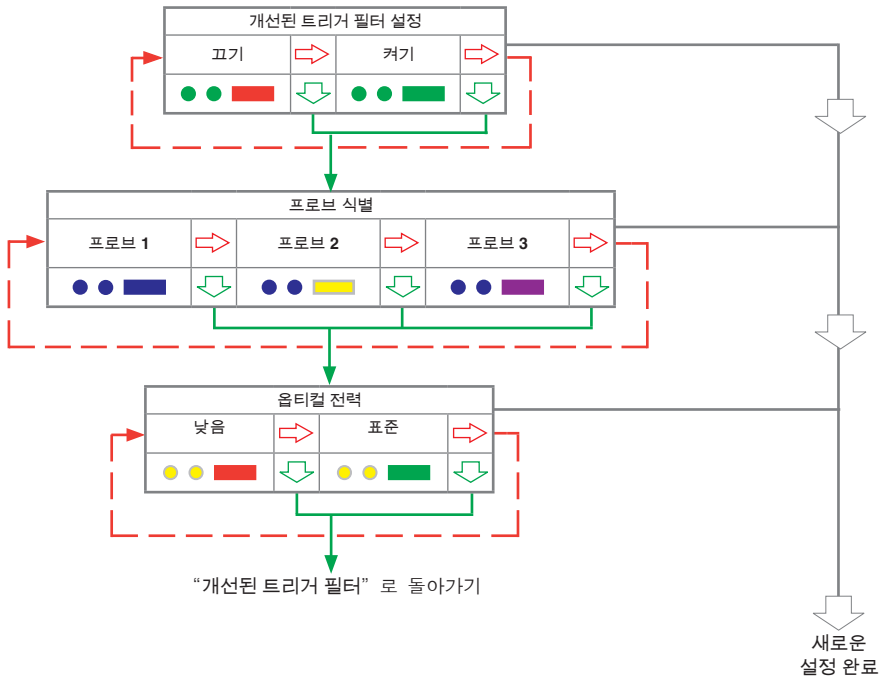 개선된 트리거 필터 설정
끄기
켜기
프로브 식별
프로브 1
프로브 2
프로브 3
옵티컬 전력
낮음
표준
“개선된 트리거 필터” 로 돌아가기
새로운
설정 완료